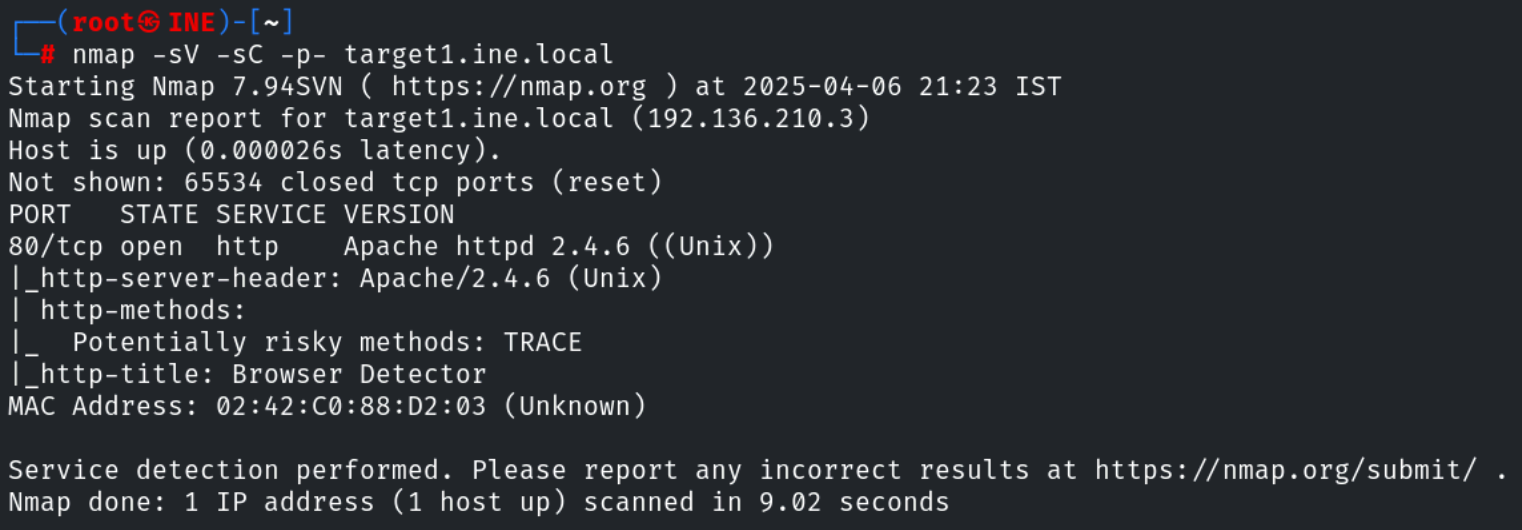 ┌──(root㉿INE)-[~]
└─# nmap -sV -sC -p- target1.ine.local
Starting Nmap 7.94SVN ( https://nmap.org ) at 2025-04-06 21:23 IST
Nmap scan report for target1.ine.local (192.136.210.3)
Host is up (0.000026s latency).
Not shown: 65534 closed tcp ports (reset)
PORT   STATE SERVICE VERSION
80/tcp open  http    Apache httpd 2.4.6 ((Unix))
|_http-server-header: Apache/2.4.6 (Unix)
| http-methods:
|_  Potentially risky methods: TRACE
|_http-title: Browser Detector
MAC Address: 02:42:C0:88:D2:03 (Unknown)

Service detection performed. Please report any incorrect results at https://nmap.org/submit/ .
Nmap done: 1 IP address (1 host up) scanned in 9.02 seconds